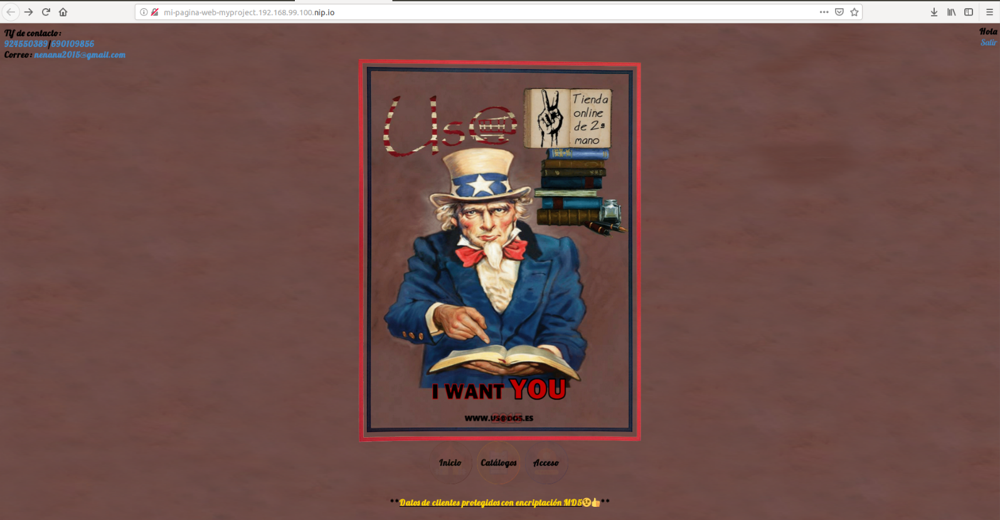 mi-pagina-web-myproject.192.168.99.100.nip.io
Tlf de contacto:
924550389/690109856
Correo: nenanu2015@gmail.com
Hola
Salir
Us@
Tienda
online
de 2ª
mano
I WANT YOU
WWW.US@DOS.ES
Inicio
Catálogos
Acceso
**Datos de clientes protegidos con encriptación MD5😉👍**